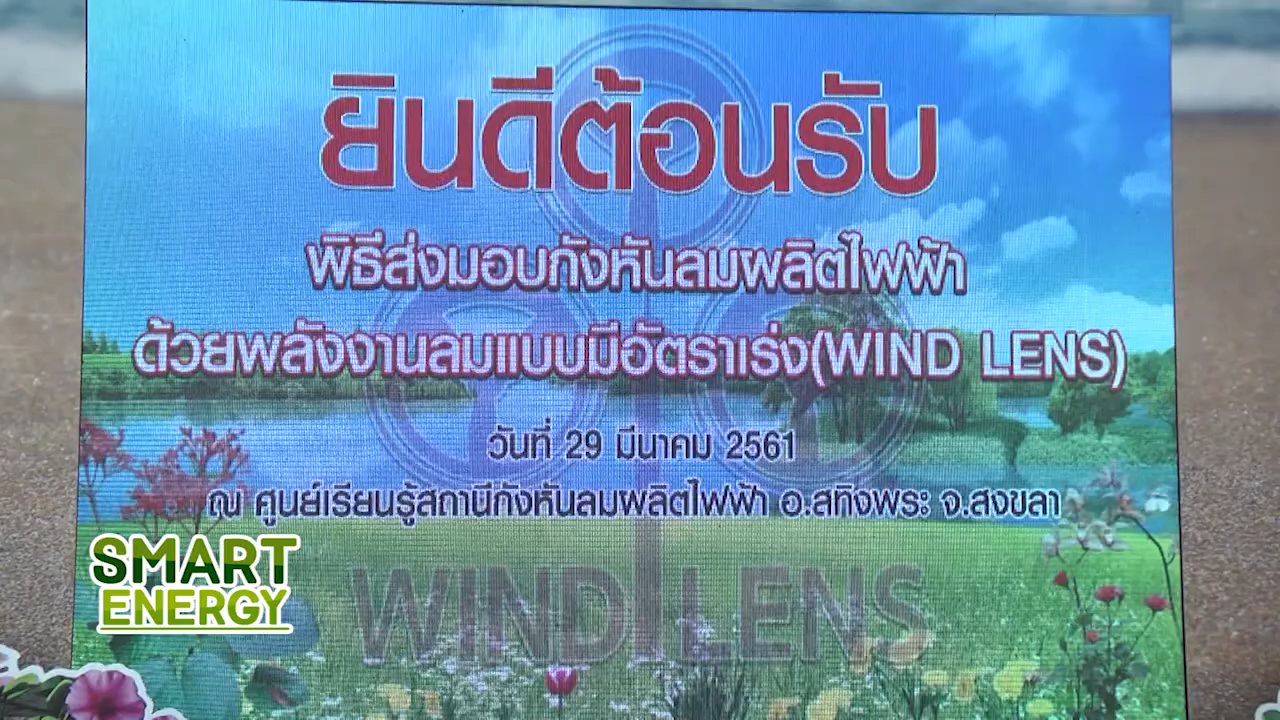 ยินดีต้อนรับ
พิธีส่งมอบกังหันลมผลิตไฟฟ้า
ด้วยพลังงานลมแบบมีอัตราเร่ง(WIND LENS)
วันที่ 29 มีนาคม 2561
ณ ศูนย์เรียนรู้สถานีกังหันลมผลิตไฟฟ้า อ.สทิงพระ จ.สงขลา
SMART
ENERGY
WIND LENS